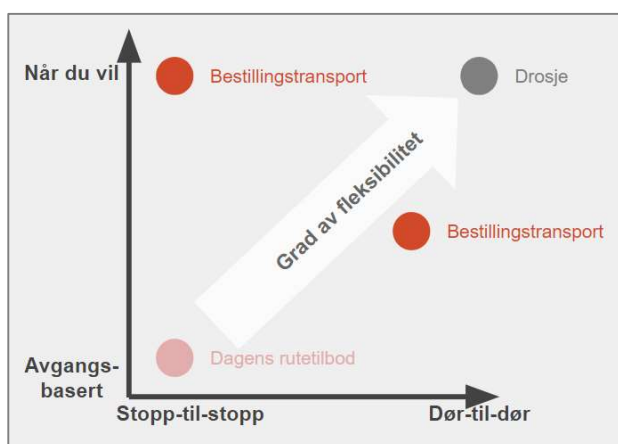 Når du vil
Bestillingstransport
Drosje
Grad av fleksibilitet
Bestillingstransport
Dagens rutetilbod
Avgangs-
basert
Stopp-til-stopp
Dør-til-dør